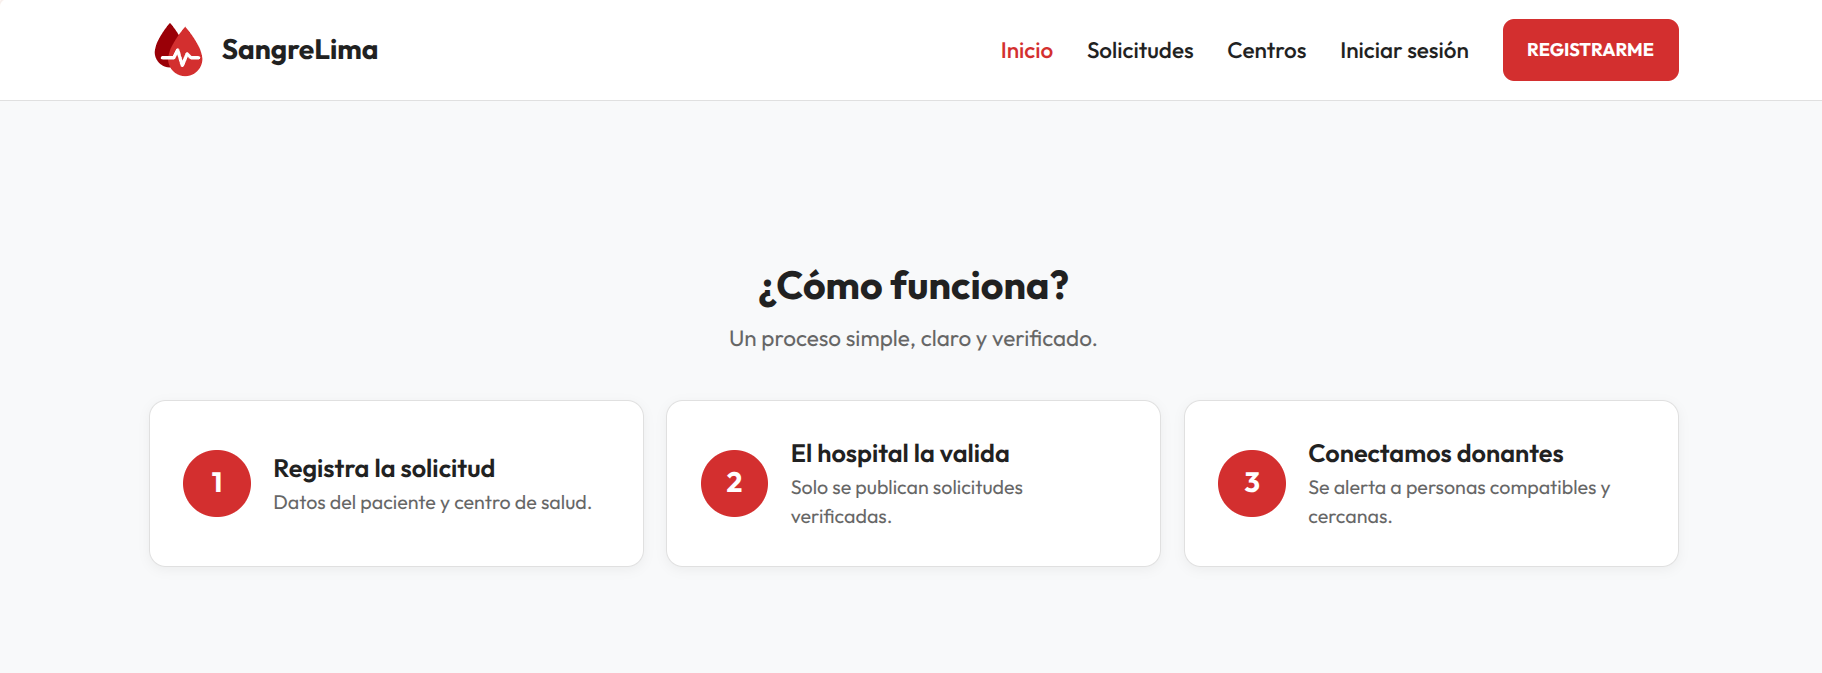 SangreLima
Inicio
Solicitudes
Centros
Iniciar sesión
REGISTRARME
¿Cómo funciona?
Un proceso simple, claro y verificado.
1
Registra la solicitud
Datos del paciente y centro de salud.
2
El hospital la valida
Solo se publican solicitudes
verificadas.
3
Conectamos donantes
Se alerta a personas compatibles y
cercanas.